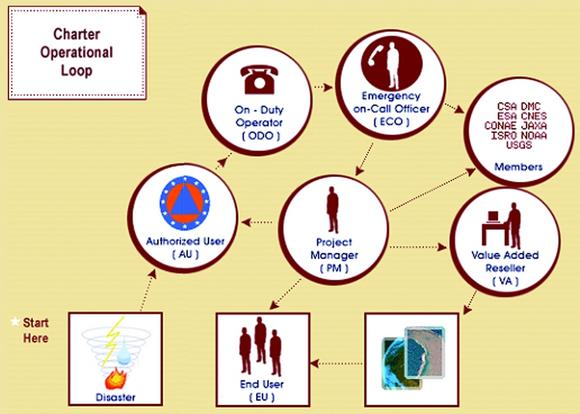 Charter
Operational
Loop
On - Duty
Operator
( ODO )
Emergency
on-Call Officer
( ECO )
CSA DMC
ESA CNES
CONAE JAXA
ISRO NOAA
USGS
Members
Authorized User
( AU )
Project
Manager
( PM )
Value Added
Reseller
( VA )
Start
Here
Disaster
End User
( EU )